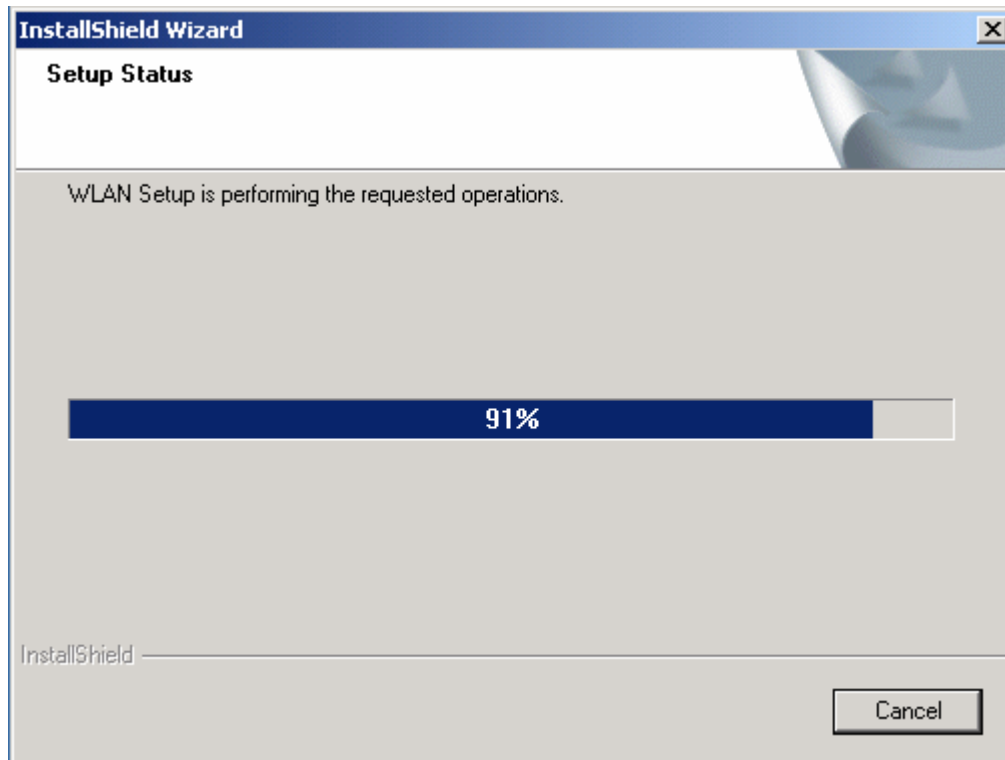 InstallShield Wizard
Setup Status
WLAN Setup is performing the requested operations.
91%
InstallShield
Cancel